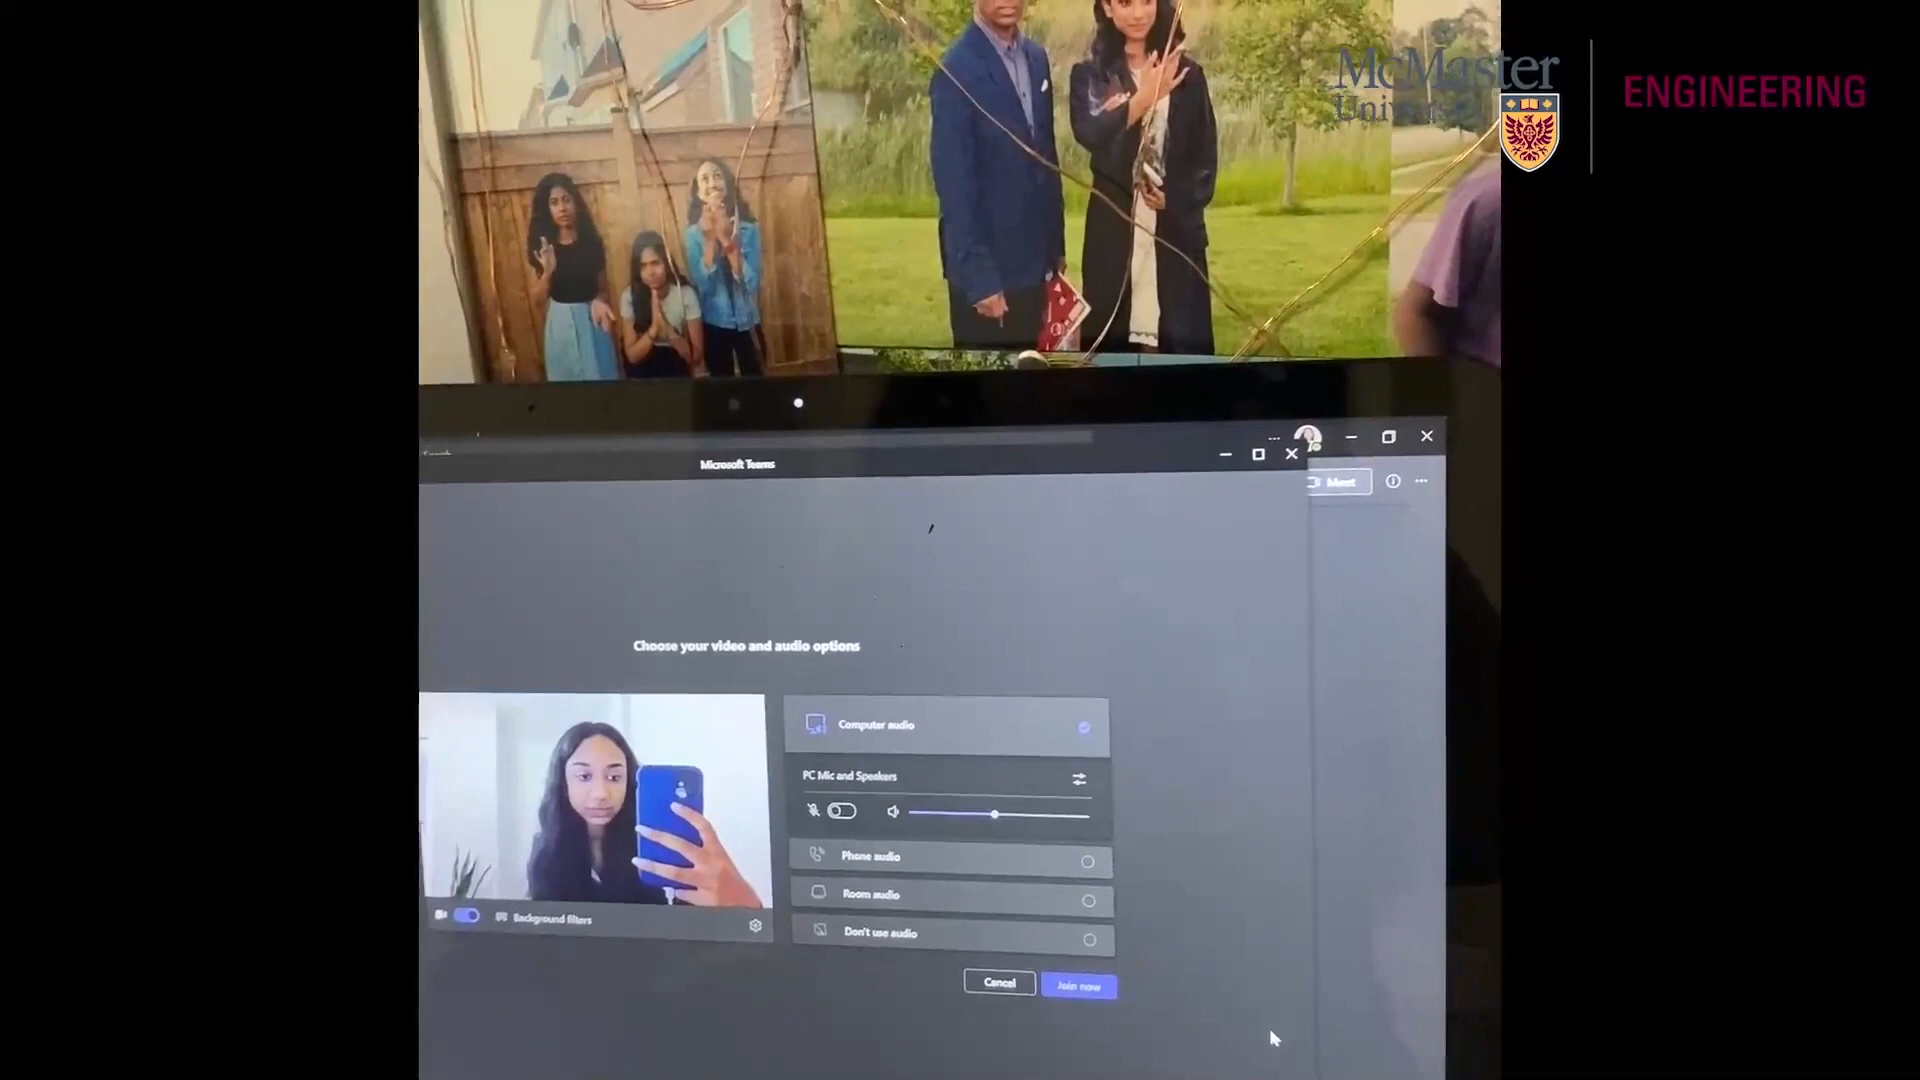 McMaster
University
ENGINEERING
Microsoft Teams
Meet
Choose your video and audio options
Computer audio
PC Mic and Speakers
Phone audio
Room audio
Don't use audio
Background filters
Cancel
Join now